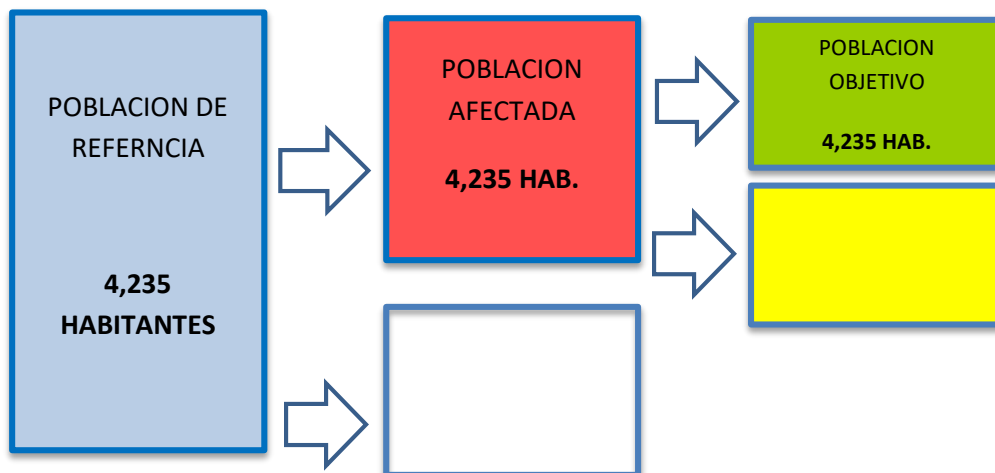 POBLACION DE
REFERNCIA
4,235
HABITANTES
POBLACION
AFECTADA
4,235 HAB.
POBLACION
OBJETIVO
4,235 HAB.